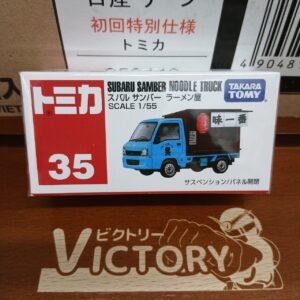 初回特別仕様
トミカ
4904810
VICTORY
トミカ
SUBARU SAMBER NOODLE TRUCK
スバル サンバー ラーメン屋
SCALE 1/55
TAKARA
TOMY
35
味一番
サスペンション/パネル開閉
ビクトリー
VICTORY